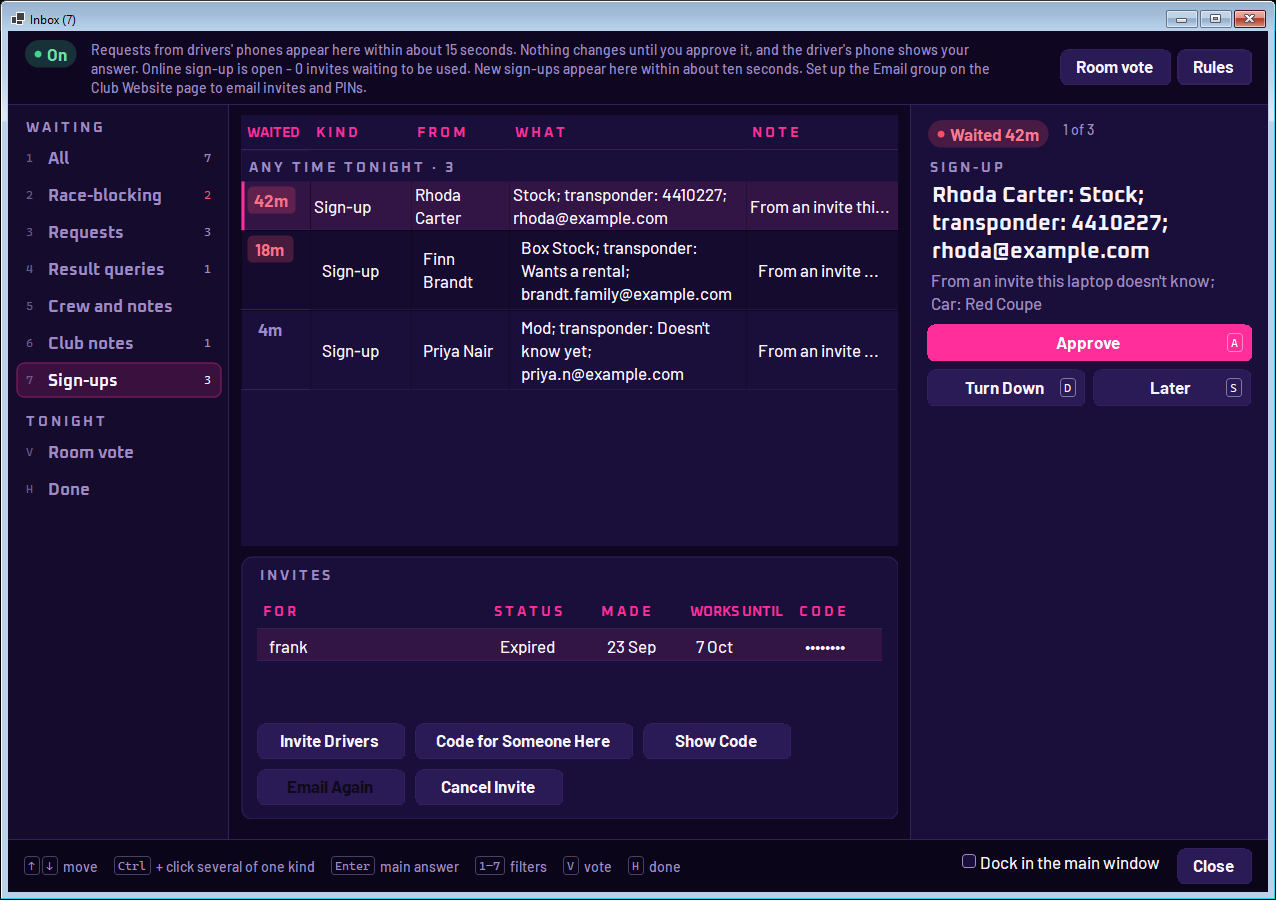 Inbox (7)
On
Requests from drivers' phones appear here within about 15 seconds. Nothing changes until you approve it, and the driver's phone shows your
answer. Online sign-up is open - 0 invites waiting to be used. New sign-ups appear here within about ten seconds. Set up the Email group on the
Club Website page to email invites and PINs.
Room vote
Rules
WAITING
1 All 7
2 Race-blocking 2
3 Requests 3
4 Result queries 1
5 Crew and notes
6 Club notes 1
7 Sign-ups 3
TONIGHT
V Room vote
H Done
WAITED KIND FROM WHAT NOTE
ANY TIME TONIGHT · 3
42m Sign-up Rhoda Carter Stock; transponder: 4410227; From an invite thi...
rhoda@example.com
18m Sign-up Finn Brandt Box Stock; transponder: From an invite ...
Wants a rental;
brandt.family@example.com
4m Sign-up Priya Nair Mod; transponder: Doesn't From an invite ...
know yet;
priya.n@example.com
INVITES
FOR STATUS MADE WORKS UNTIL CODE
frank Expired 23 Sep 7 Oct ••••••••
Invite Drivers
Code for Someone Here
Show Code
Email Again
Cancel Invite
Waited 42m
1 of 3
SIGN-UP
Rhoda Carter: Stock;
transponder: 4410227;
rhoda@example.com
From an invite this laptop doesn't know;
Car: Red Coupe
Approve A
Turn Down D
Later S
↑ ↓ move Ctrl + click several of one kind Enter main answer 1–7 filters V vote H done
Dock in the main window
Close